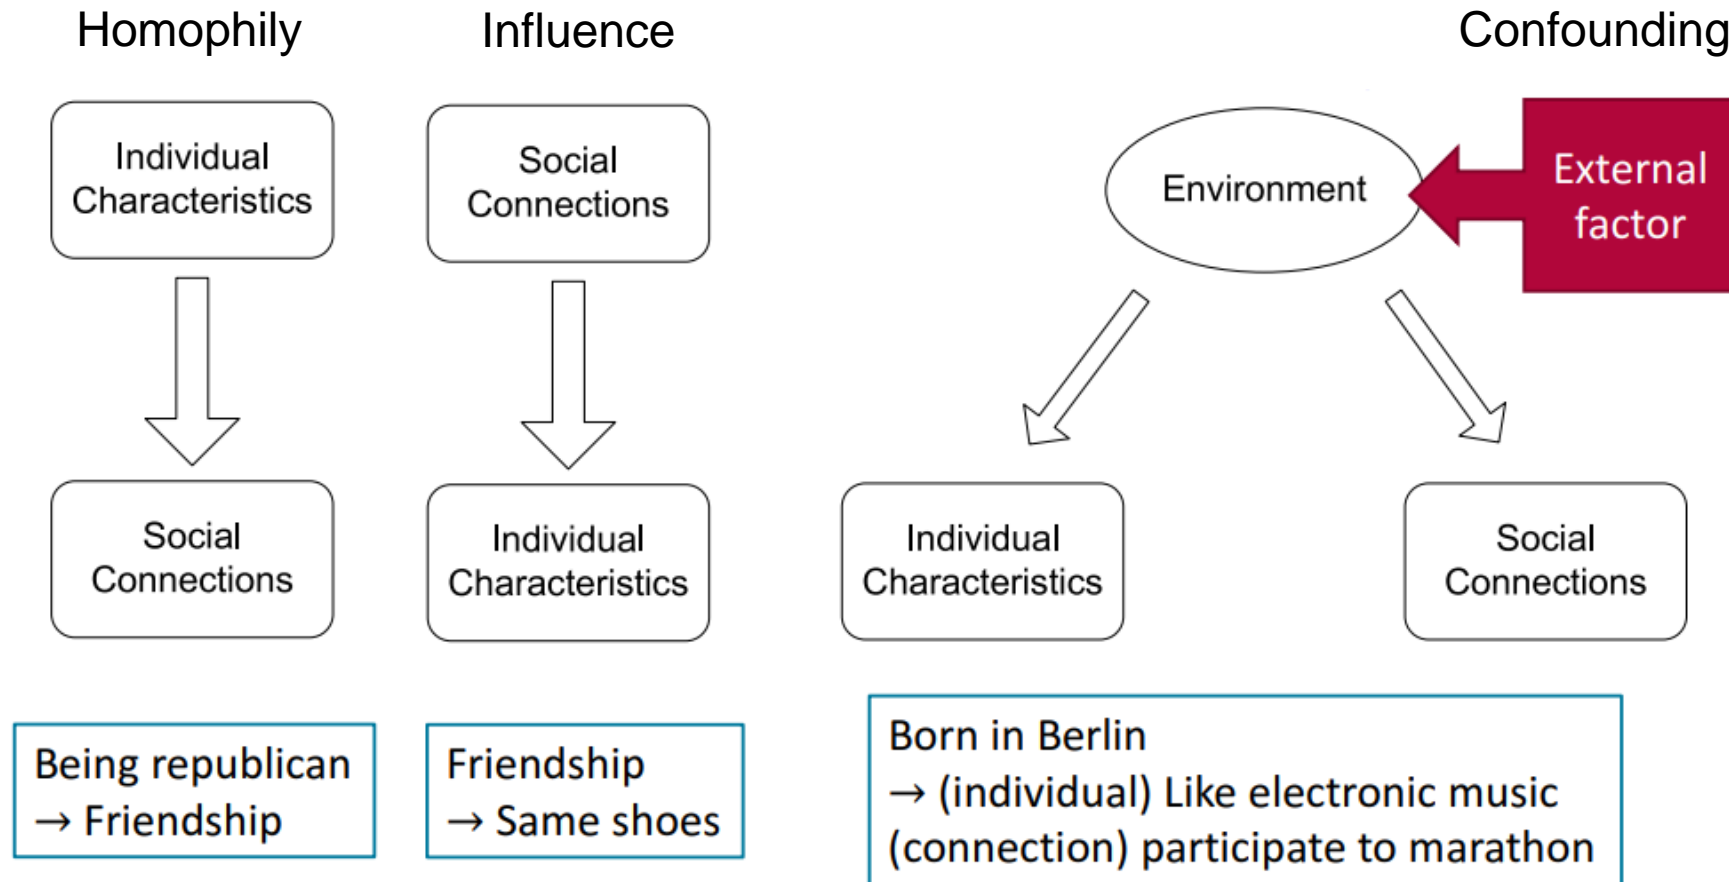 Homophily
Influence
Confounding
Individual
Characteristics
Social
Connections
Environment
External
factor
Social
Connections
Individual
Characteristics
Individual
Characteristics
Social
Connections
Being republican
→ Friendship
Friendship
→ Same shoes
Born in Berlin
→ (individual) Like electronic music
(connection) participate to marathon